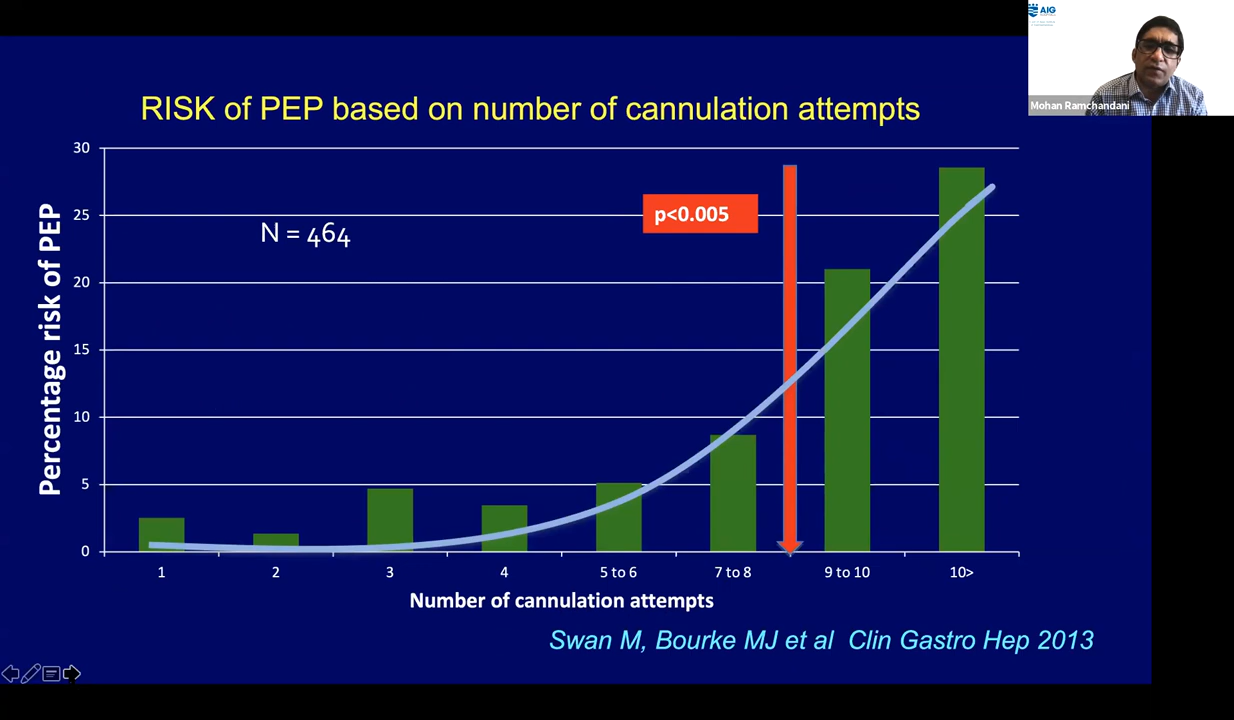 AIG
Mohan Ramchandani
RISK of PEP based on number of cannulation attempts
Percentage risk of PEP
30
25
20
15
10
5
0
N = 464
p<0.005
1 2 3 4 5 to 6 7 to 8 9 to 10 10>
Number of cannulation attempts
Swan M, Bourke MJ et al Clin Gastro Hep 2013